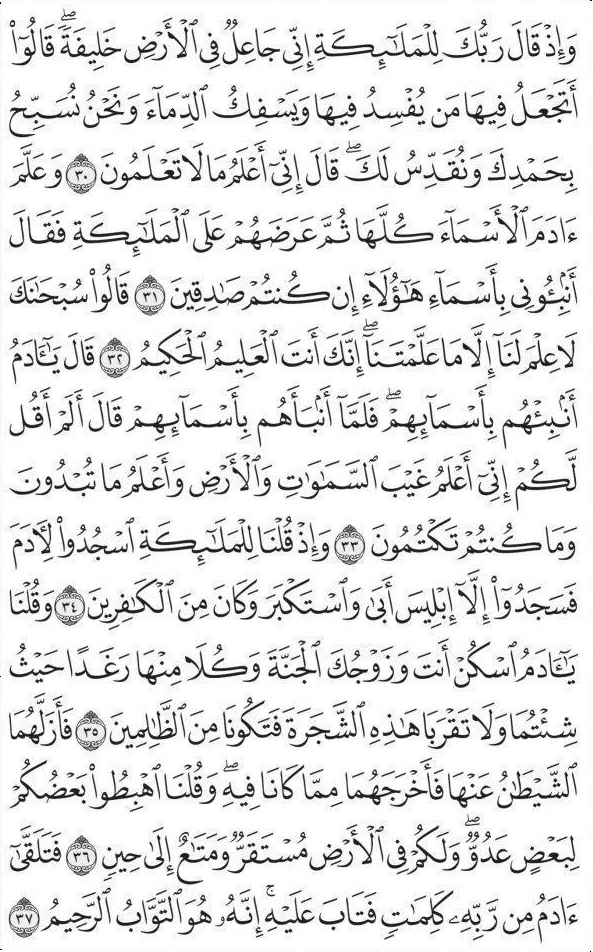 وَإِذۡ قَالَ رَبُّكَ لِلۡمَلَٰٓئِكَةِ إِنِّي جَاعِلٞ فِي ٱلۡأَرۡضِ خَلِيفَةٗۖ قَالُوٓاْ
أَتَجۡعَلُ فِيهَا مَن يُفۡسِدُ فِيهَا وَيَسۡفِكُ ٱلدِّمَآءَ وَنَحۡنُ نُسَبِّحُ
بِحَمۡدِكَ وَنُقَدِّسُ لَكَۖ قَالَ إِنِّيٓ أَعۡلَمُ مَا لَا تَعۡلَمُونَ ٣٠ وَعَلَّمَ
ءَادَمَ ٱلۡأَسۡمَآءَ كُلَّهَا ثُمَّ عَرَضَهُمۡ عَلَى ٱلۡمَلَٰٓئِكَةِ فَقَالَ
أَنۢبِـُٔونِي بِأَسۡمَآءِ هَٰٓؤُلَآءِ إِن كُنتُمۡ صَٰدِقِينَ ٣١ قَالُواْ سُبۡحَٰنَكَ
لَا عِلۡمَ لَنَآ إِلَّا مَا عَلَّمۡتَنَآۖ إِنَّكَ أَنتَ ٱلۡعَلِيمُ ٱلۡحَكِيمُ ٣٢ قَالَ يَٰٓـَٔادَمُ
أَنۢبِئۡهُم بِأَسۡمَآئِهِمۡۖ فَلَمَّآ أَنۢبَأَهُم بِأَسۡمَآئِهِمۡ قَالَ أَلَمۡ أَقُل
لَّكُمۡ إِنِّيٓ أَعۡلَمُ غَيۡبَ ٱلسَّمَٰوَٰتِ وَٱلۡأَرۡضِ وَأَعۡلَمُ مَا تُبۡدُونَ
وَمَا كُنتُمۡ تَكۡتُمُونَ ٣٣ وَإِذۡ قُلۡنَا لِلۡمَلَٰٓئِكَةِ ٱسۡجُدُواْ لِأٓدَمَ
فَسَجَدُوٓاْ إِلَّآ إِبۡلِيسَ أَبَىٰ وَٱسۡتَكۡبَرَ وَكَانَ مِنَ ٱلۡكَٰفِرِينَ ٣٤ وَقُلۡنَا
يَٰٓـَٔادَمُ ٱسۡكُنۡ أَنتَ وَزَوۡجُكَ ٱلۡجَنَّةَ وَكُلَا مِنۡهَا رَغَدًا حَيۡثُ
شِئۡتُمَا وَلَا تَقۡرَبَا هَٰذِهِ ٱلشَّجَرَةَ فَتَكُونَا مِنَ ٱلظَّٰلِمِينَ ٣٥ فَأَزَلَّهُمَا
ٱلشَّيۡطَٰنُ عَنۡهَا فَأَخۡرَجَهُمَا مِمَّا كَانَا فِيهِۖ وَقُلۡنَا ٱهۡبِطُواْ بَعۡضُكُمۡ
لِبَعۡضٍ عَدُوّٞۖ وَلَكُمۡ فِي ٱلۡأَرۡضِ مُسۡتَقَرّٞ وَمَتَٰعٌ إِلَىٰ حِينٖ ٣٦ فَتَلَقَّىٰٓ
ءَادَمُ مِن رَّبِّهِۦ كَلِمَٰتٖ فَتَابَ عَلَيۡهِۚ إِنَّهُۥ هُوَ ٱلتَّوَّابُ ٱلرَّحِيمُ ٣٧